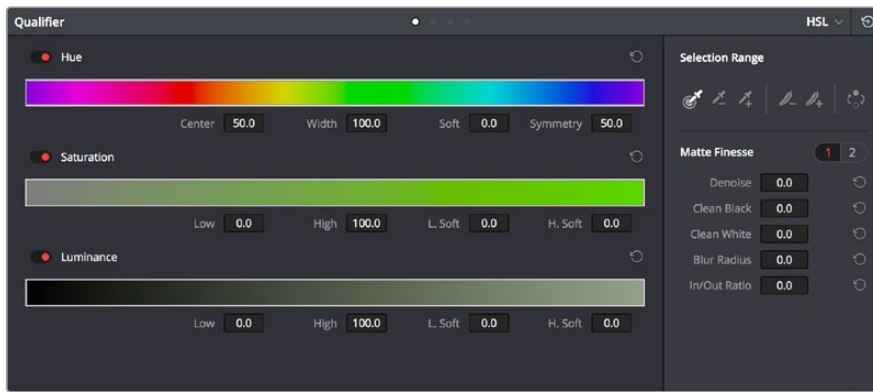 Qualifier
HSL
Hue
Center 50.0 Width 100.0 Soft 0.0 Symmetry 50.0
Saturation
Low 0.0 High 100.0 L. Soft 0.0 H. Soft 0.0
Luminance
Low 0.0 High 100.0 L. Soft 0.0 H. Soft 0.0
Selection Range
Matte Finesse 1 2
Denoise 0.0
Clean Black 0.0
Clean White 0.0
Blur Radius 0.0
In/Out Ratio 0.0